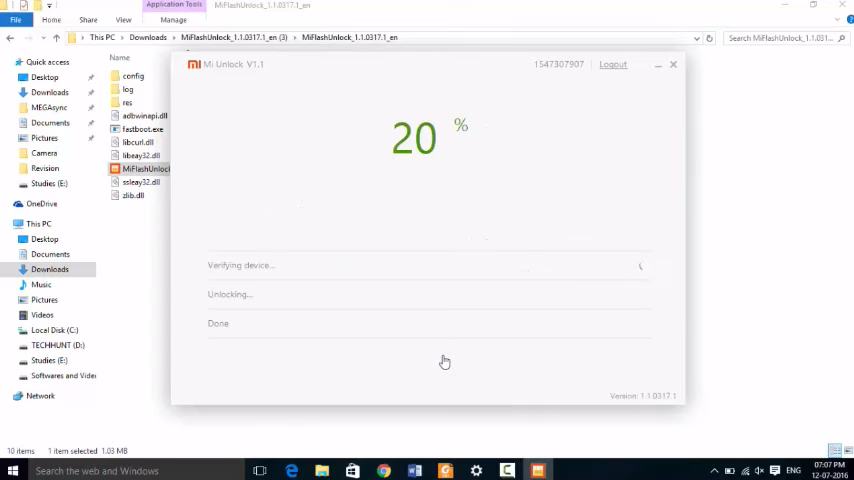 Application Tools
MiFlashUnlock_1.1.0317.1_en
File
Home
Share
View
Manage
This PC
Downloads
MiFlashUnlock_1.1.0317.1_en (3)
MiFlashUnlock_1.1.0317.1_en
Search MiFlashUnlock_1.1.031...
Quick access
Desktop
Downloads
MEGAsync
Documents
Pictures
Camera
Revision
Studies (E:)
OneDrive
This PC
Desktop
Documents
Downloads
Music
Pictures
Videos
Local Disk (C:)
TECHHUNT (D:)
Studies (E:)
Softwares and Vide
Network
Name
config
log
res
adbwinapi.dll
fastboot.exe
libcurl.dll
libeay32.dll
MiFlashUnlock
ssleay32.dll
zlib.dll
Mi Unlock V1.1
1547307907
Logout
20 %
Verifying device...
Unlocking...
Done
Version: 1.1.0317.1
10 items
1 item selected 1.03 MB
Search the web and Windows
ENG
07:07 PM
12-07-2016